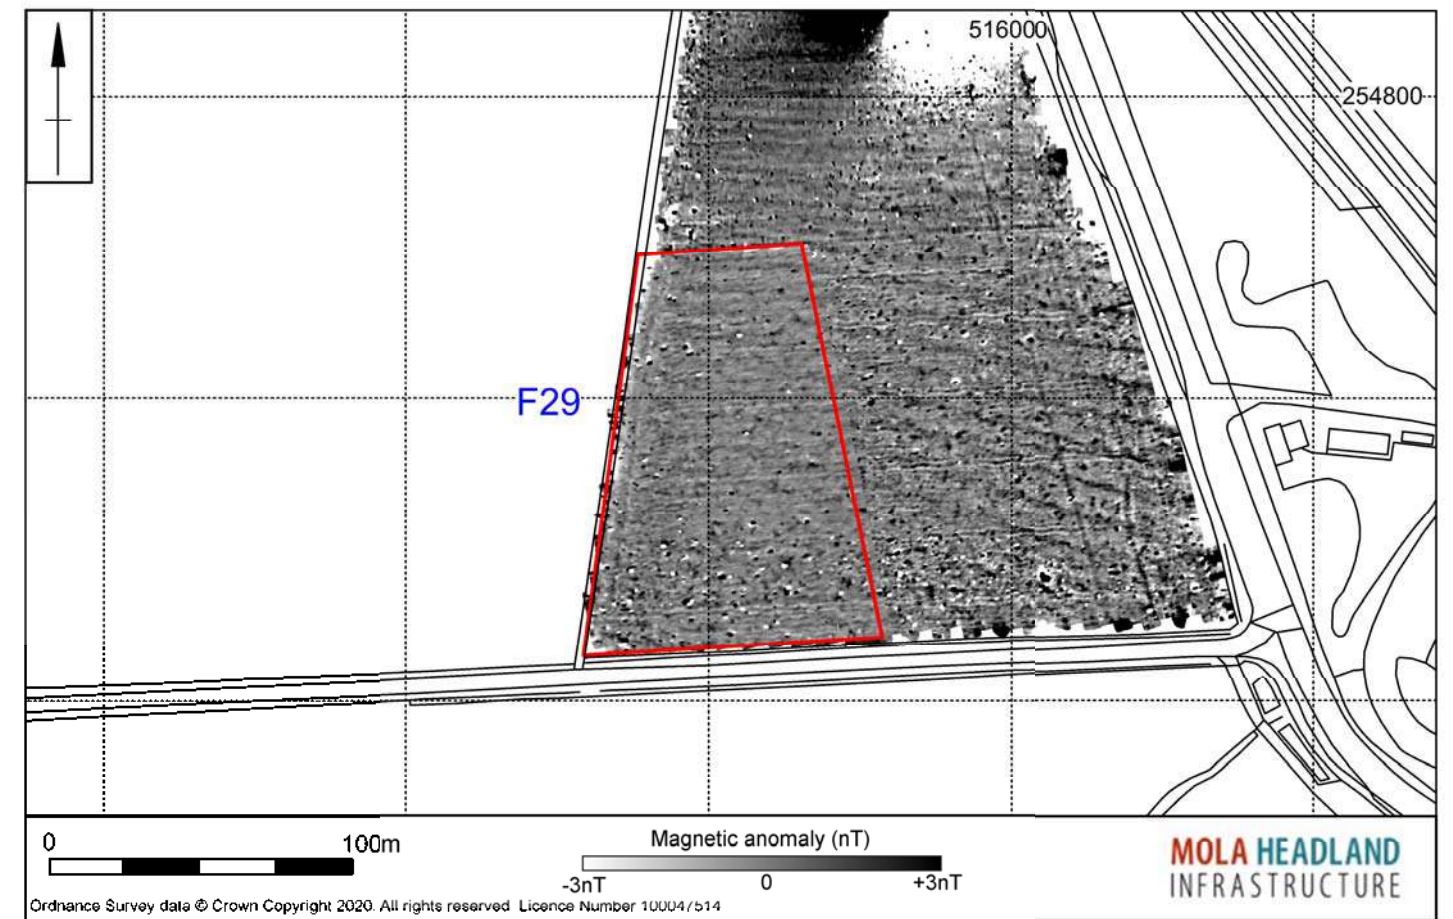 516000
254800
F29
0 100m
Magnetic anomaly (nT)
-3nT 0 +3nT
MOLA HEADLAND
INFRASTRUCTURE
Ordnance Survey data © Crown Copyright 2020. All rights reserved Licence Number 100047514